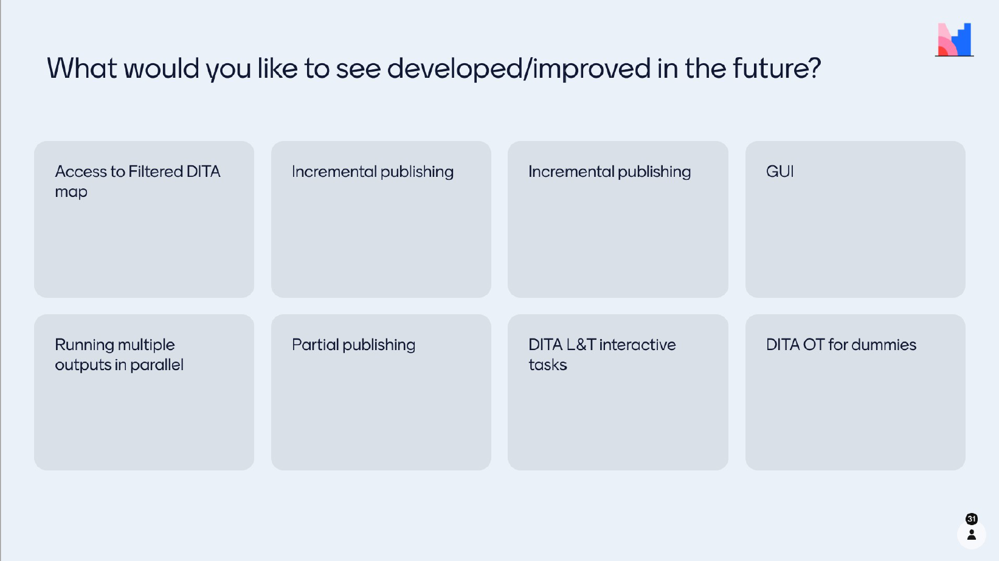 What would you like to see developed/improved in the future?
Access to Filtered DITA
map
Incremental publishing
Incremental publishing
GUI
Running multiple
outputs in parallel
Partial publishing
DITA L&T interactive
tasks
DITA OT for dummies
31